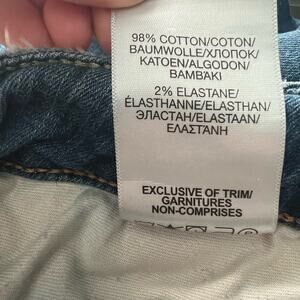 98% COTTON/COTON/
BAUMWOLLE/ХЛОПОК/
KATOEN/ALGODON/
ΒΑΜΒΑΚΙ
2% ELASTANE/
ÉLASTHANNE/ELASTHAN/
ЭЛАСТАН/ELASTAAN/
ΕΛΑΣΤΑΝΗ
EXCLUSIVE OF TRIM/
GARNITURES
NON-COMPRISES